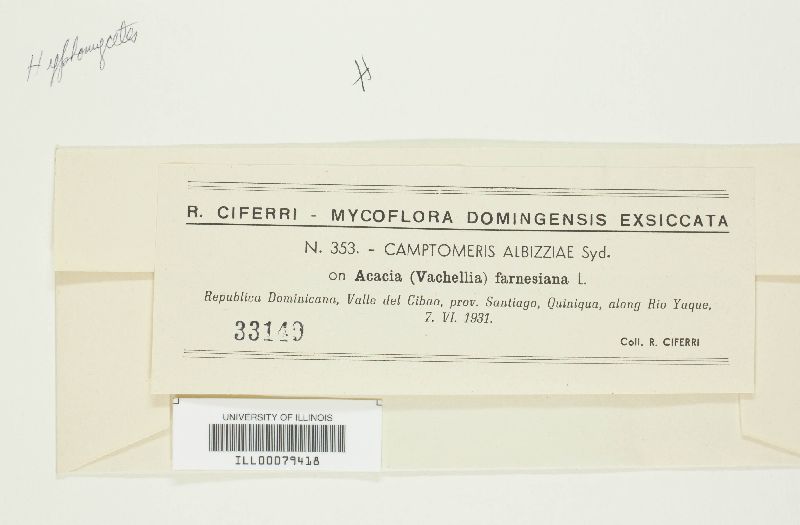 Hyphomycetes
H
R. CIFERRI - MYCOFLORA DOMINGENSIS EXSICCATA
N. 353. - CAMPTOMERIS ALBIZZIAE Syd.
on Acacia (Vachellia) farnesiana L.
Republica Dominicana, Valle del Cibao, prov. Santiago, Quinigua, along Rio Yaque,
7. VI. 1931.
33149
Coll. R. CIFERRI
UNIVERSITY OF ILLINOIS
ILL00079418